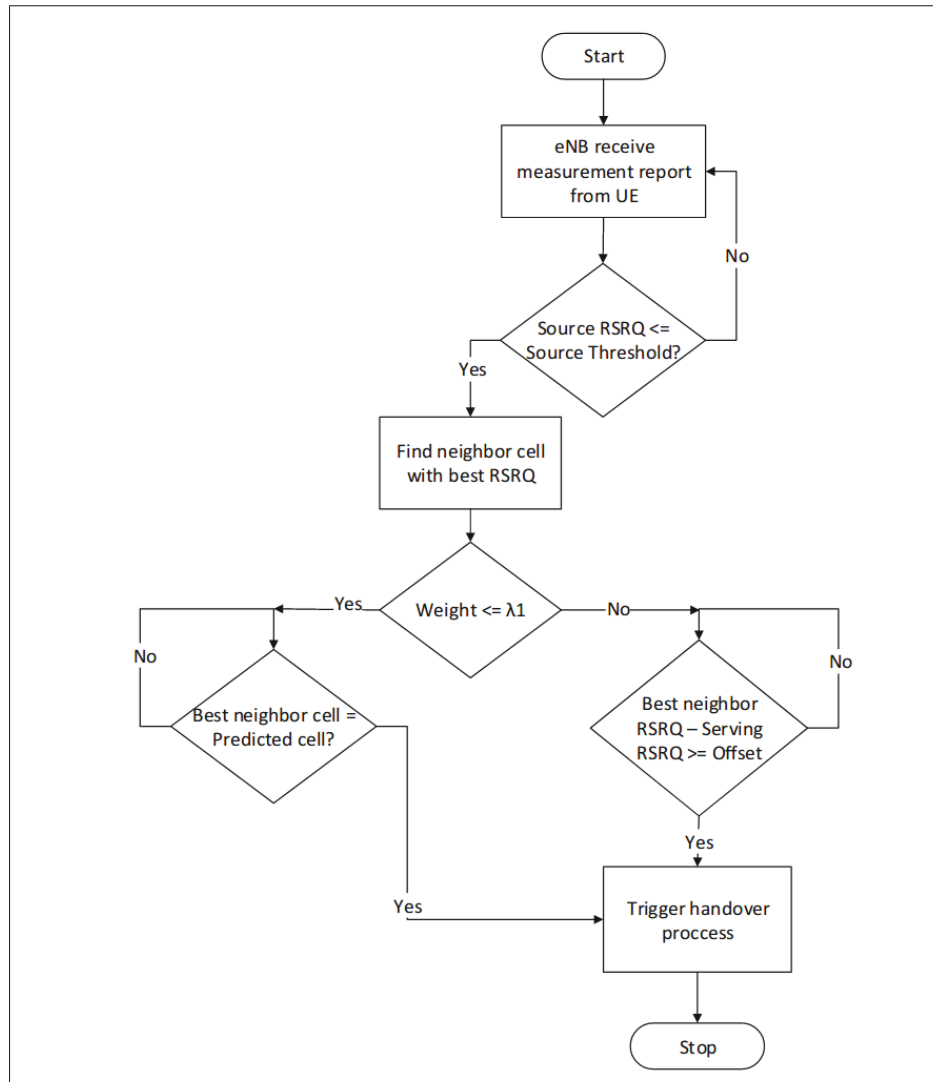 Start
eNB receive
measurement report
from UE
No
Source RSRQ <=
Source Threshold?
Yes
Find neighbor cell
with best RSRQ
Weight <= λ1
Yes
No
No
No
Best neighbor cell =
Predicted cell?
Best neighbor
RSRQ – Serving
RSRQ >= Offset
Yes
Yes
Trigger handover
proccess
Stop